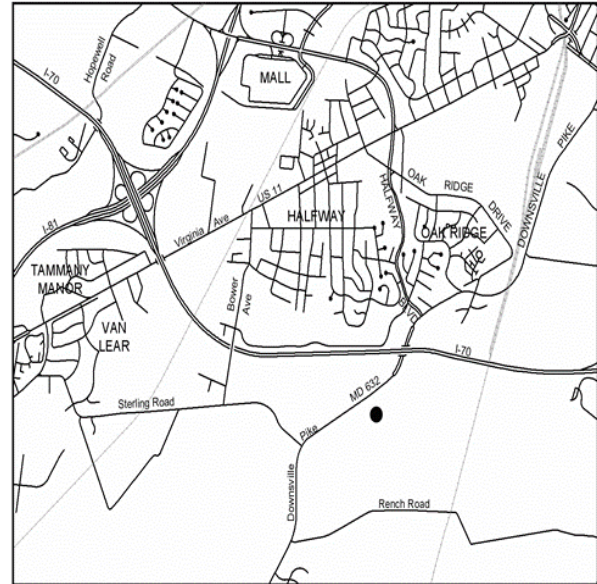 Hopewell
Road
I-70
MALL
PIKE
OAK
RIDGE
DRIVE
DOWNSVILLE
HALFWAY
BLVD
US 11
Virginia Ave
HALFWAY
OAK RIDGE
I-81
TAMMANY
MANOR
Bower
Ave
VAN
LEAR
I-70
MD 632
Sterling Road
Pike
Downsville
Rench Road